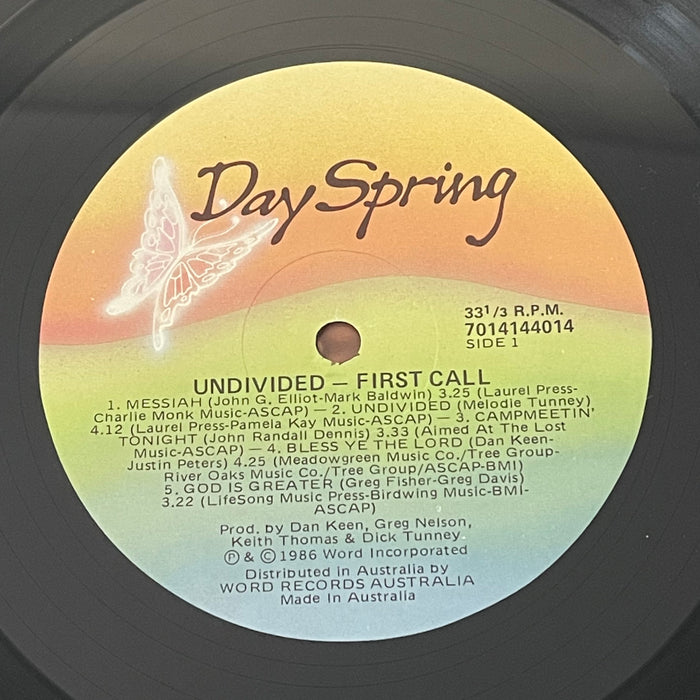 DaySpring
33 1/3 R.P.M.
7014144014
SIDE 1
UNDIVIDED – FIRST CALL
1. MESSIAH (John G. Elliot-Mark Baldwin) 3.25 (Laurel Press-
Charlie Monk Music-ASCAP) – 2. UNDIVIDED (Melodie Tunney)
4.12 (Laurel Press-Pamela Kay Music-ASCAP) – 3. CAMPMEETIN'
TONIGHT (John Randall Dennis) 3.33 (Aimed At The Lost
Music-ASCAP) – 4. BLESS YE THE LORD (Dan Keen-
Justin Peters) 4.25 (Meadowgreen Music Co./Tree Group-
River Oaks Music Co./Tree Group/ASCAP-BMI)
5. GOD IS GREATER (Greg Fisher-Greg Davis)
3.22 (LifeSong Music Press-Birdwing Music-BMI-
ASCAP)
Prod. by Dan Keen, Greg Nelson,
Keith Thomas & Dick Tunney.
Ⓟ & © 1986 Word Incorporated
Distributed in Australia by
WORD RECORDS AUSTRALIA
Made In Australia